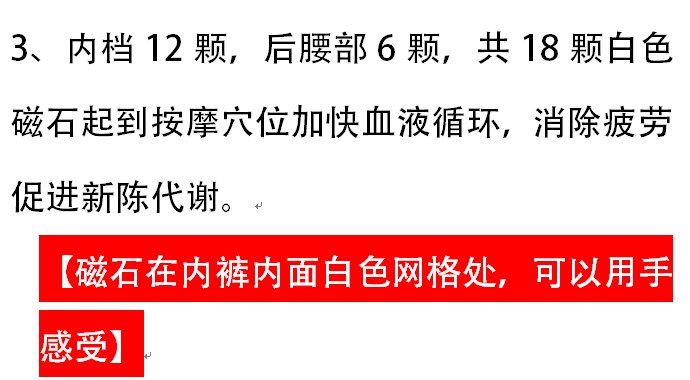 3、内档 12 颗，后腰部 6 颗，共 18 颗白色
磁石起到按摩穴位加快血液循环，消除疲劳
促进新陈代谢。
【磁石在内裤内面白色网格处，可以用手
感受】